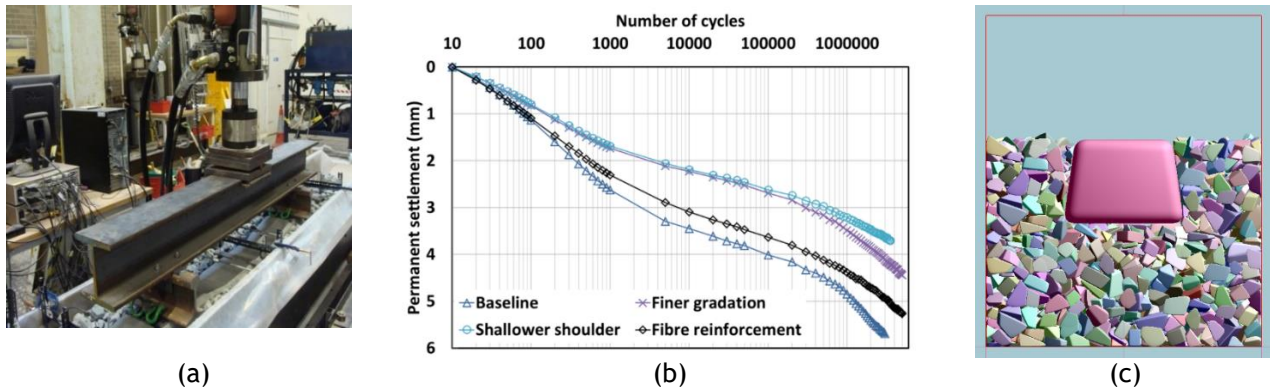 Number of cycles
10 100 1000 10000 100000 1000000
Permanent settlement (mm)
0
1
2
3
4
5
6
Baseline Finer gradation
Shallower shoulder Fibre reinforcement
(a) (b) (c)